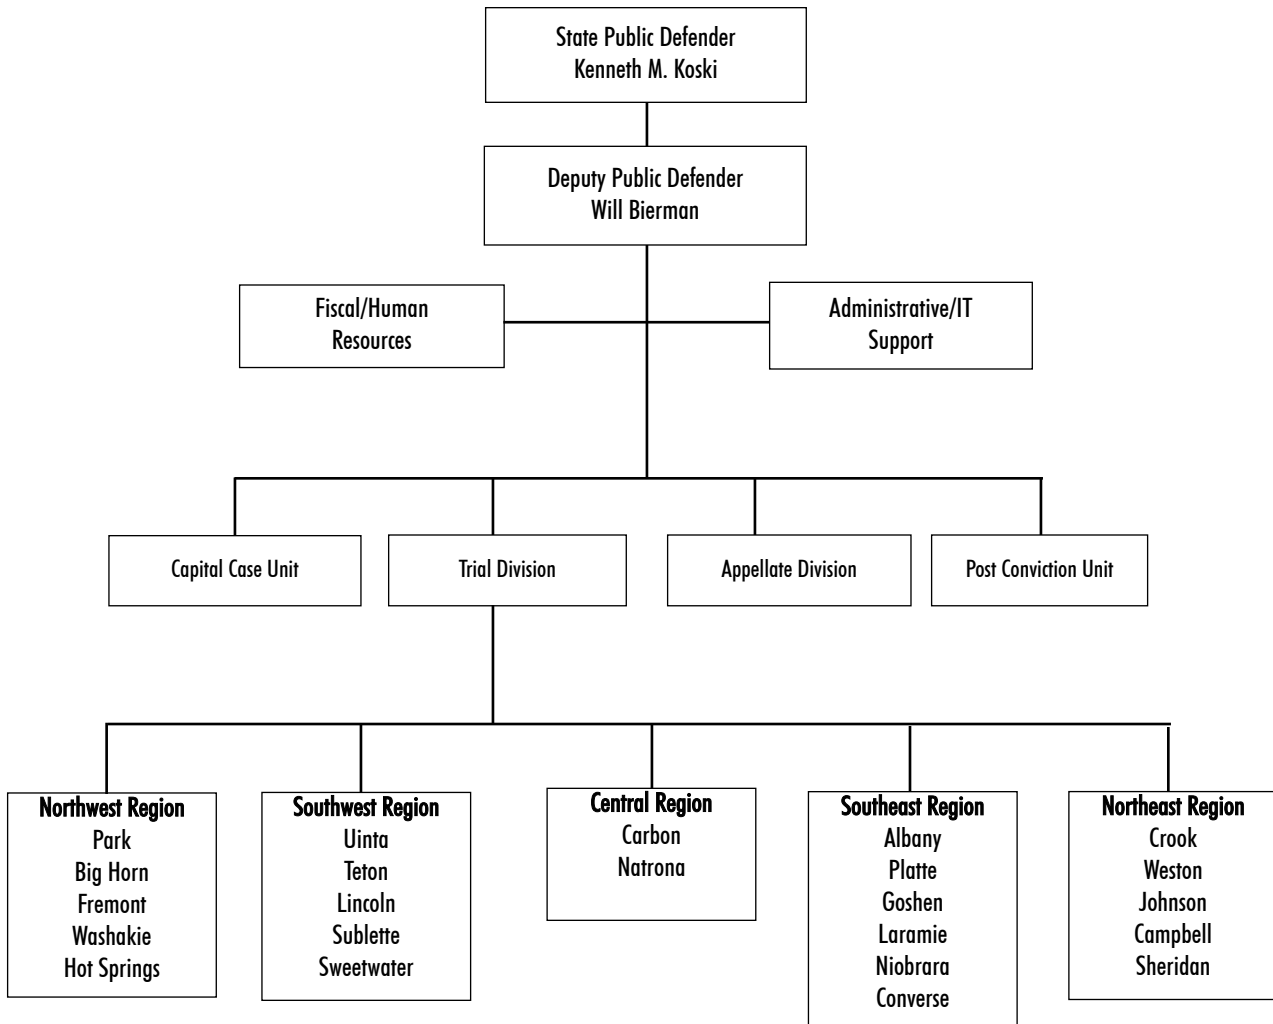 State Public Defender
Kenneth M. Koski
Deputy Public Defender
Will Bierman
Fiscal/Human
Resources
Administrative/IT
Support
Capital Case Unit
Trial Division
Appellate Division
Post Conviction Unit
Northwest Region
Park
Big Horn
Fremont
Washakie
Hot Springs
Southwest Region
Uinta
Teton
Lincoln
Sublette
Sweetwater
Central Region
Carbon
Natrona
Southeast Region
Albany
Platte
Goshen
Laramie
Niobrara
Converse
Northeast Region
Crook
Weston
Johnson
Campbell
Sheridan